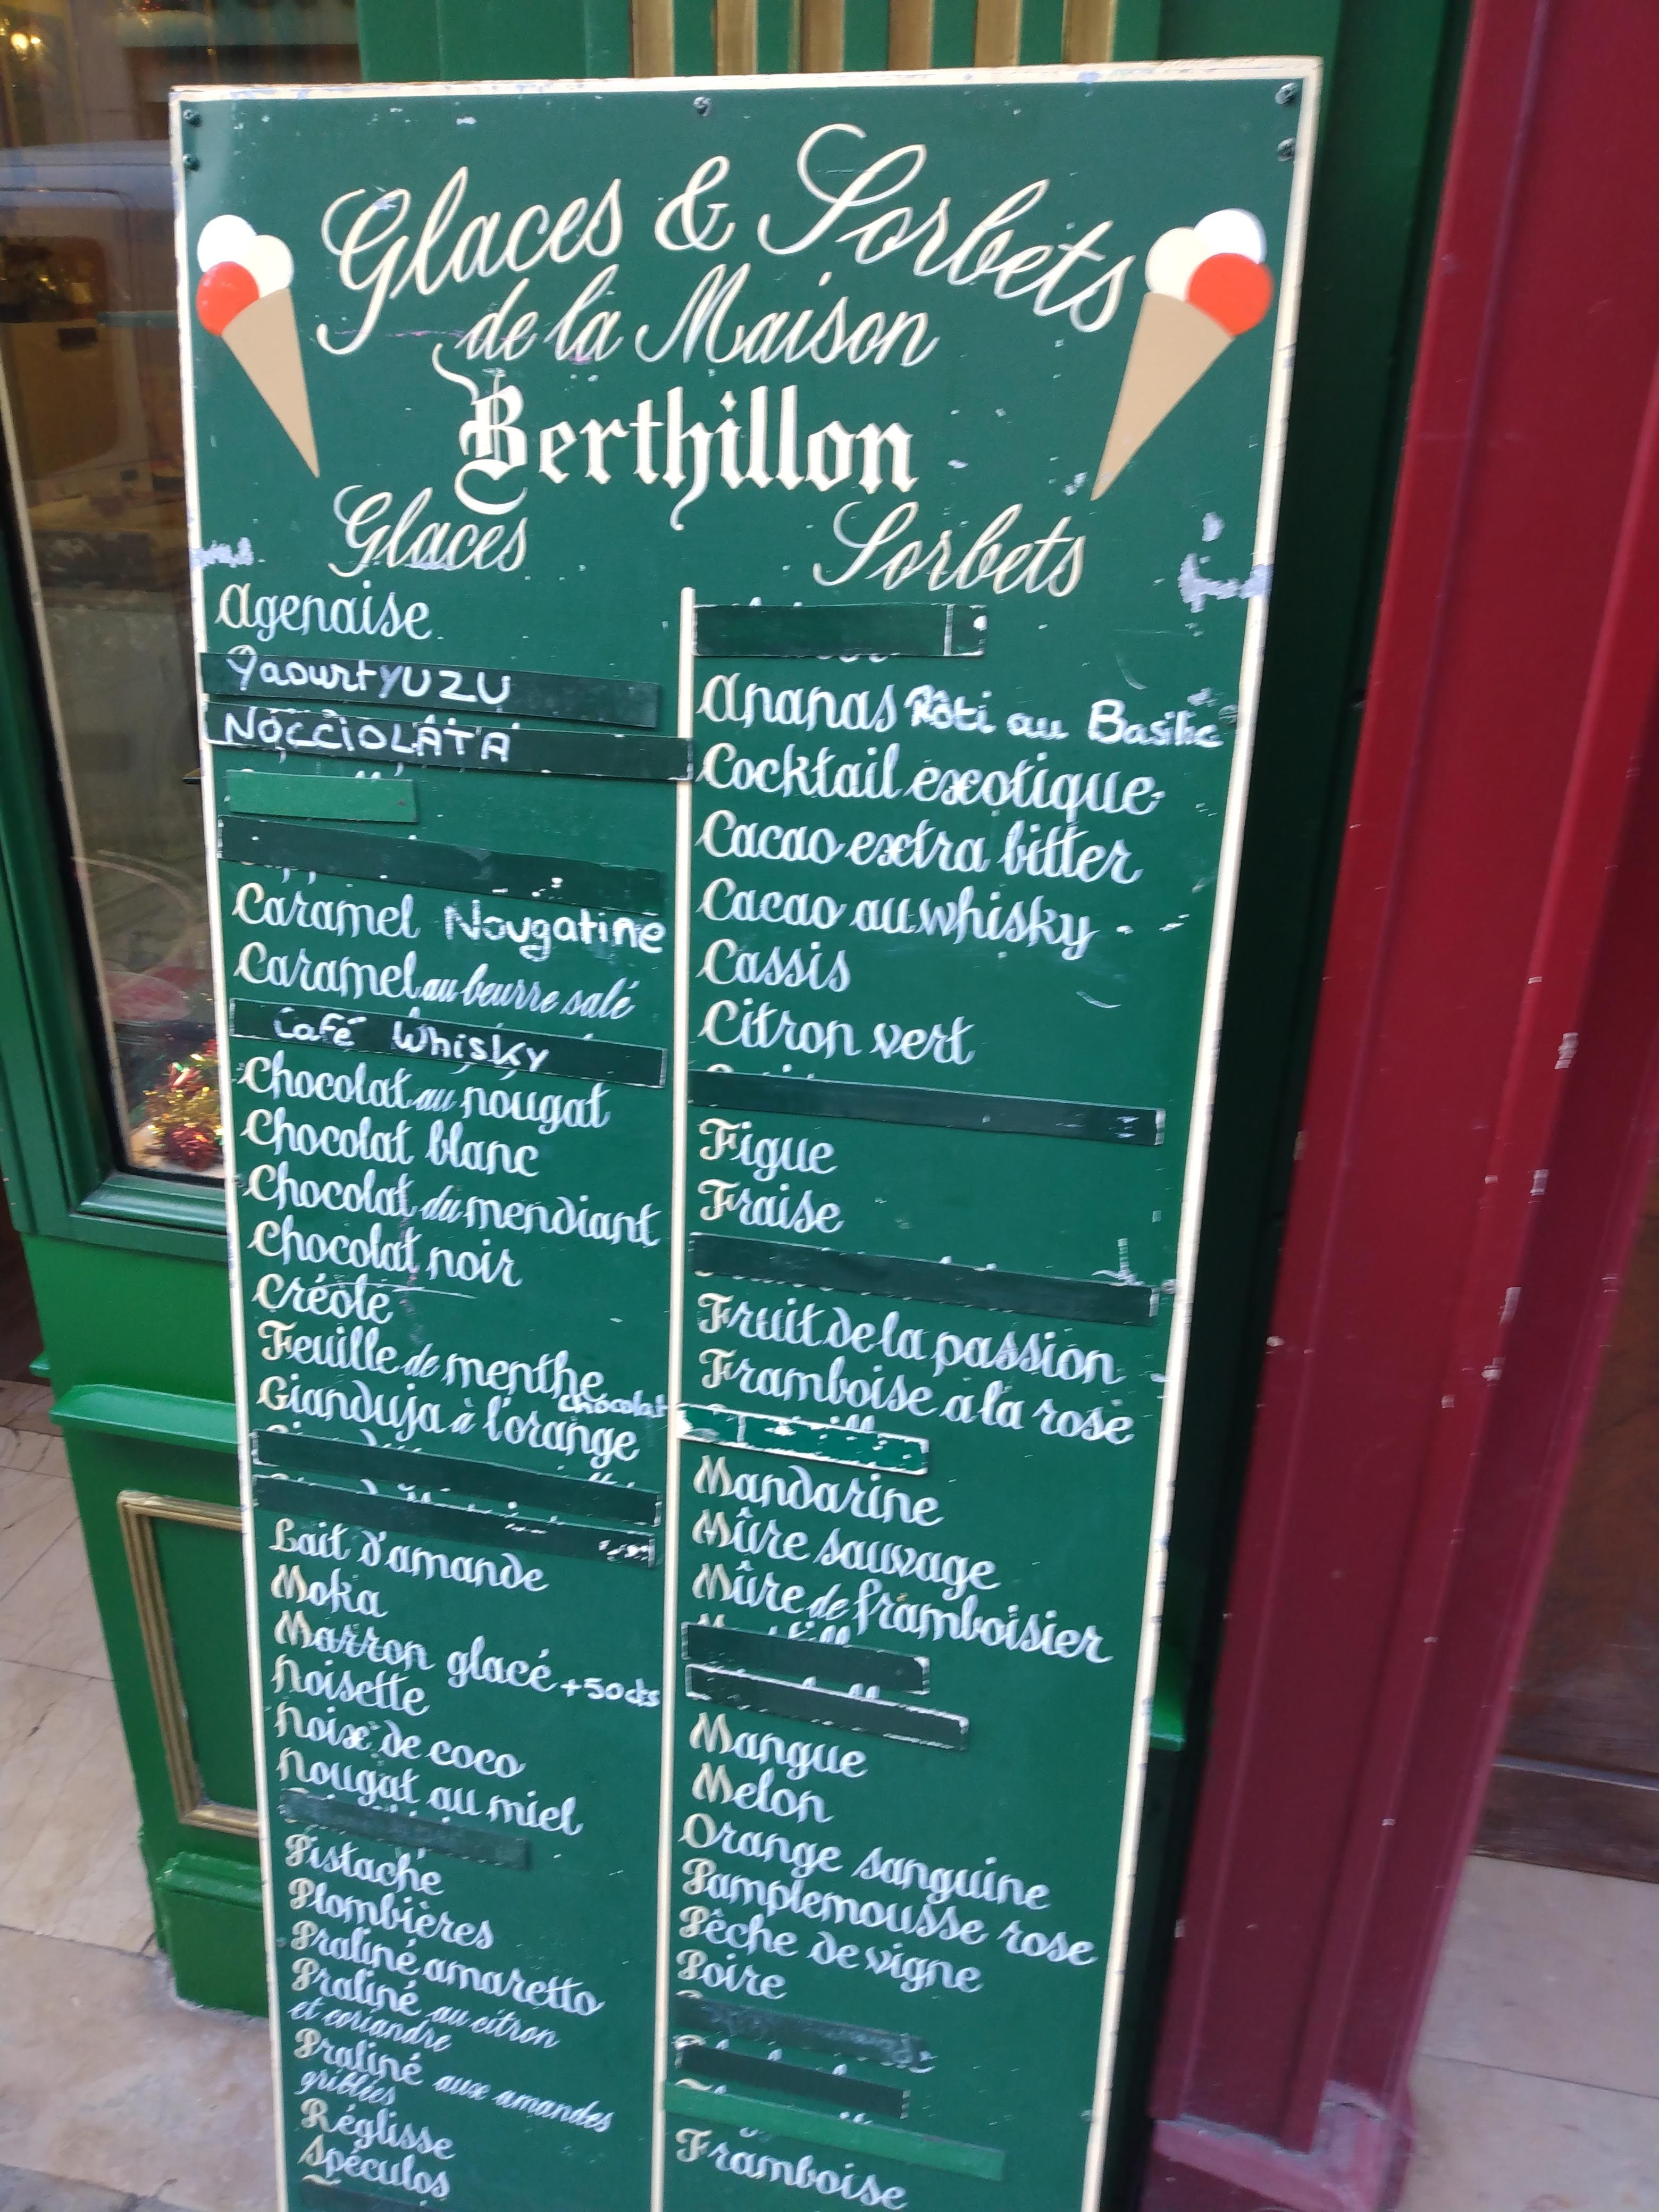 Glaces & Sorbets
de la Maison
Berthillon
Glaces
Agenaise
Yaourt YUZU
NOCCIOLATA
Caramel Nougatine
Caramel au beurre salé
Café Whisky
Chocolat au nougat
Chocolat blanc
Chocolat du mendiant
Chocolat noir
Créole
Feuille de menthe
chocolat
Gianduja à l'orange
Lait d'amande
Moka
Marron glacé + 50 cts
Noisette
Noix de coco
Nougat au miel
Pistache
Plombières
Praliné amaretto
Praliné au citron
et coriandre
Praliné aux amandes
grillées
Réglisse
Spéculos
Sorbets
Ananas Rôti au Basilic
Cocktail exotique
Cacao extra bitter
Cacao au whisky
Cassis
Citron vert
Figue
Fraise
Fruit de la passion
Framboise a la rose
Mandarine
Mûre sauvage
Mûre de framboisier
Mangue
Melon
Orange sanguine
Pamplemousse rose
Pêche de vigne
Poire
Framboise